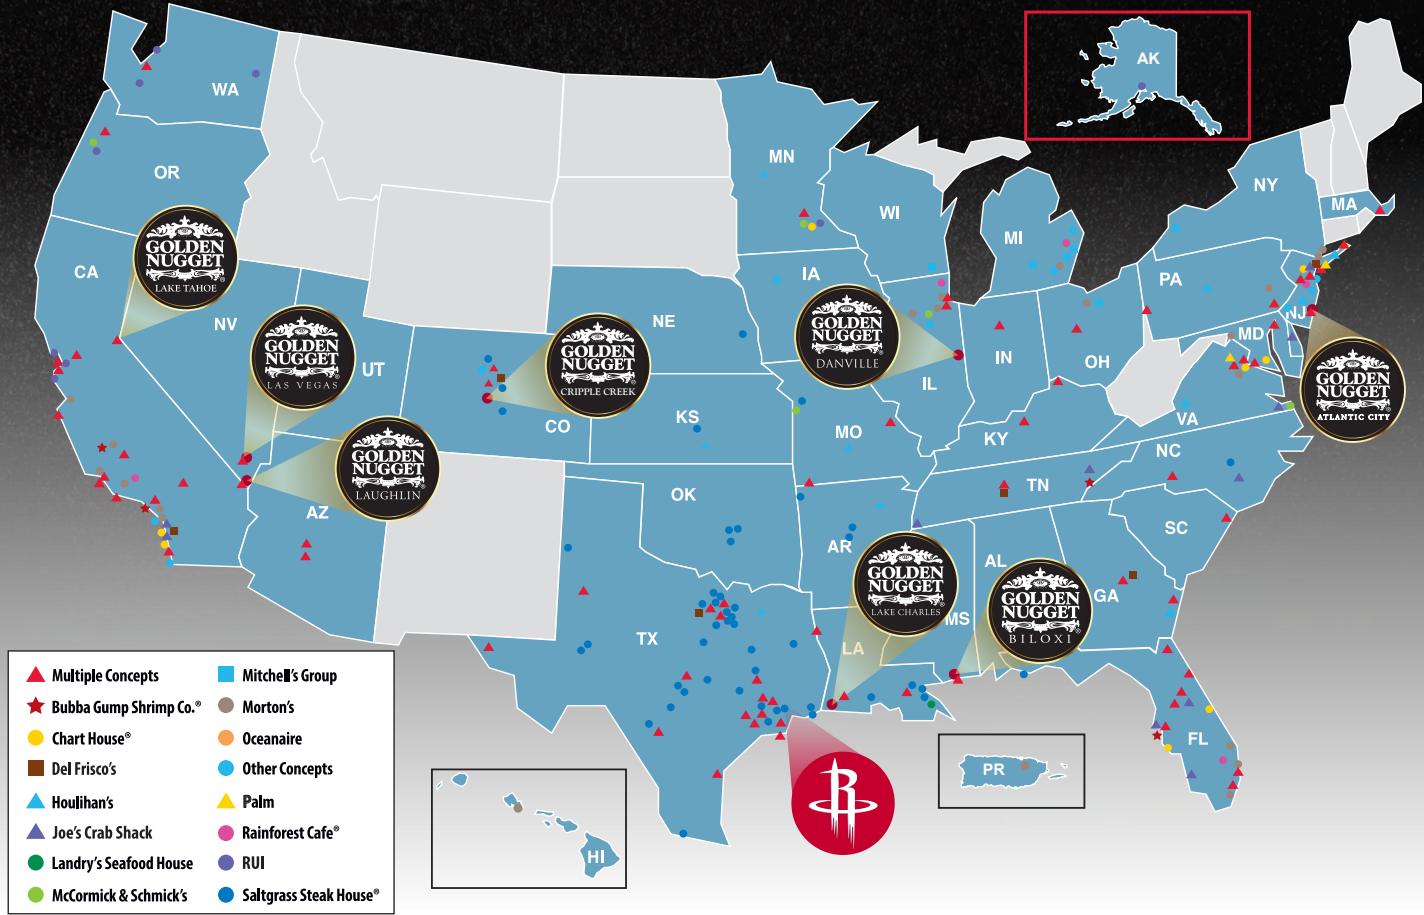 AK
WA
MN
OR
NY
WI
MA
MI
GOLDEN
NUGGET®
LAKE TAHOE
CA
IA
PA
NV
NE
GOLDEN
NUGGET®
LAS VEGAS
UT
GOLDEN
NUGGET®
CRIPPLE CREEK
GOLDEN
NUGGET®
DANVILLE
IN
OH
NJ
MD
IL
GOLDEN
NUGGET®
ATLANTIC CITY
CO
KS
MO
KY
VA
NC
GOLDEN
NUGGET®
LAUGHLIN
AZ
OK
TN
SC
AR
AL
GA
GOLDEN
NUGGET®
LAKE CHARLES
MS
GOLDEN
NUGGET®
BILOXI
TX
LA
FL
PR
HI
R
Multiple Concepts
Bubba Gump Shrimp Co.®
Chart House®
Del Frisco's
Houlihan's
Joe's Crab Shack
Landry's Seafood House
McCormick & Schmick's
Mitchell's Group
Morton's
Oceanaire
Other Concepts
Palm
Rainforest Cafe®
RUI
Saltgrass Steak House®